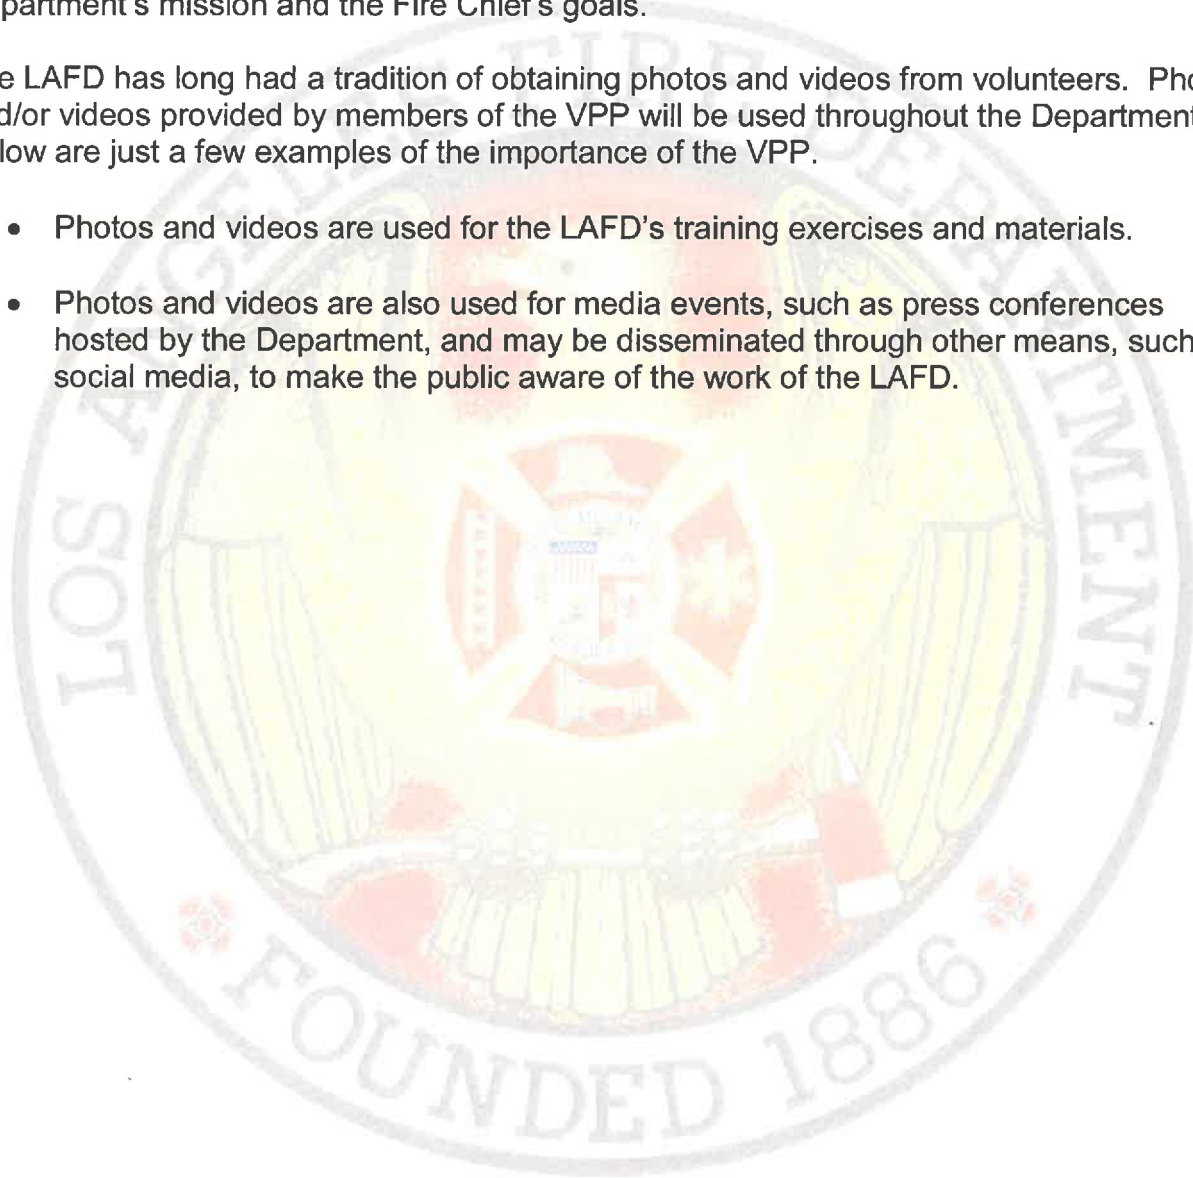 partment's mission and the Fire Chief's goals.
e LAFD has long had a tradition of obtaining photos and videos from volunteers. Pho
d/or videos provided by members of the VPP will be used throughout the Department
low are just a few examples of the importance of the VPP.
• Photos and videos are used for the LAFD's training exercises and materials.
• Photos and videos are also used for media events, such as press conferences
hosted by the Department, and may be disseminated through other means, such
social media, to make the public aware of the work of the LAFD.
LOS ANGELES FIRE DEPARTMENT
FOUNDED 1886